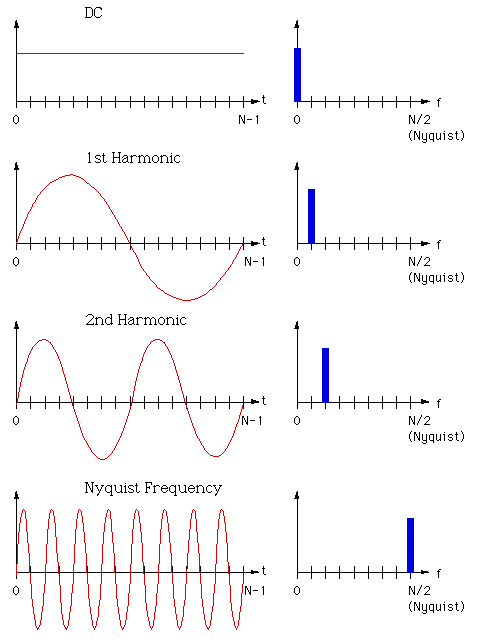 DC
t
0
N-1
f
0
N/2
(Nyquist)
1st Harmonic
t
0
N-1
f
0
N/2
(Nyquist)
2nd Harmonic
t
0
N-1
f
0
N/2
(Nyquist)
Nyquist Frequency
t
0
N-1
f
0
N/2
(Nyquist)